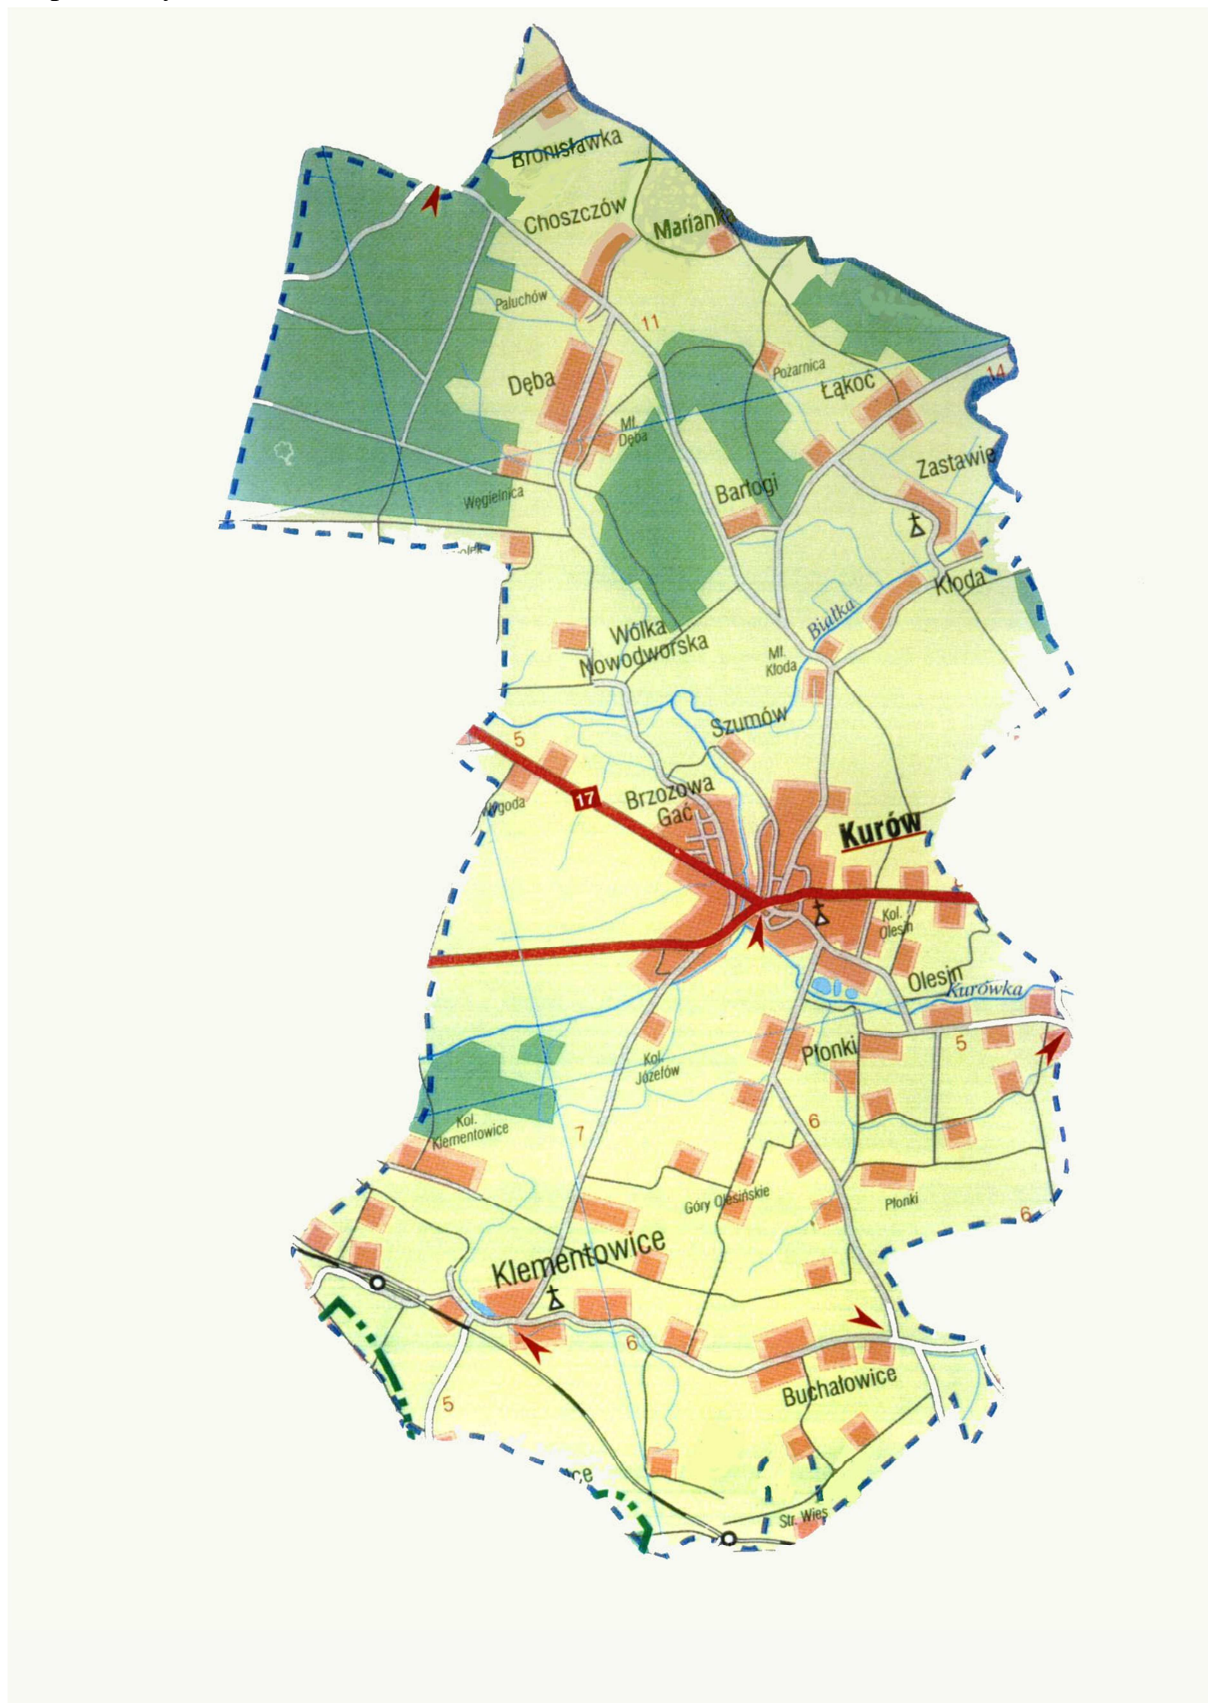 Bronisławka
Choszczów
Marianka
Paluchów
11
Pożarnica
14
Dęba
Łąkoć
Mł.
Dęba
Zastawie
Bartogi
Węgielnica
Kłoda
Białka
Wólka
Nowodworska
Mł.
Kłoda
Szumów
5
17
Brzozowa
Gać
Wygoda
Kurów
Kol.
Olesin
Olesin
Kurówka
Płonki
5
Kol.
Józefów
6
Kol.
Klementowice
7
Góry Olesińskie
Płonki
6
Klementowice
6
Buchałowice
5
ce
Str. Wieś